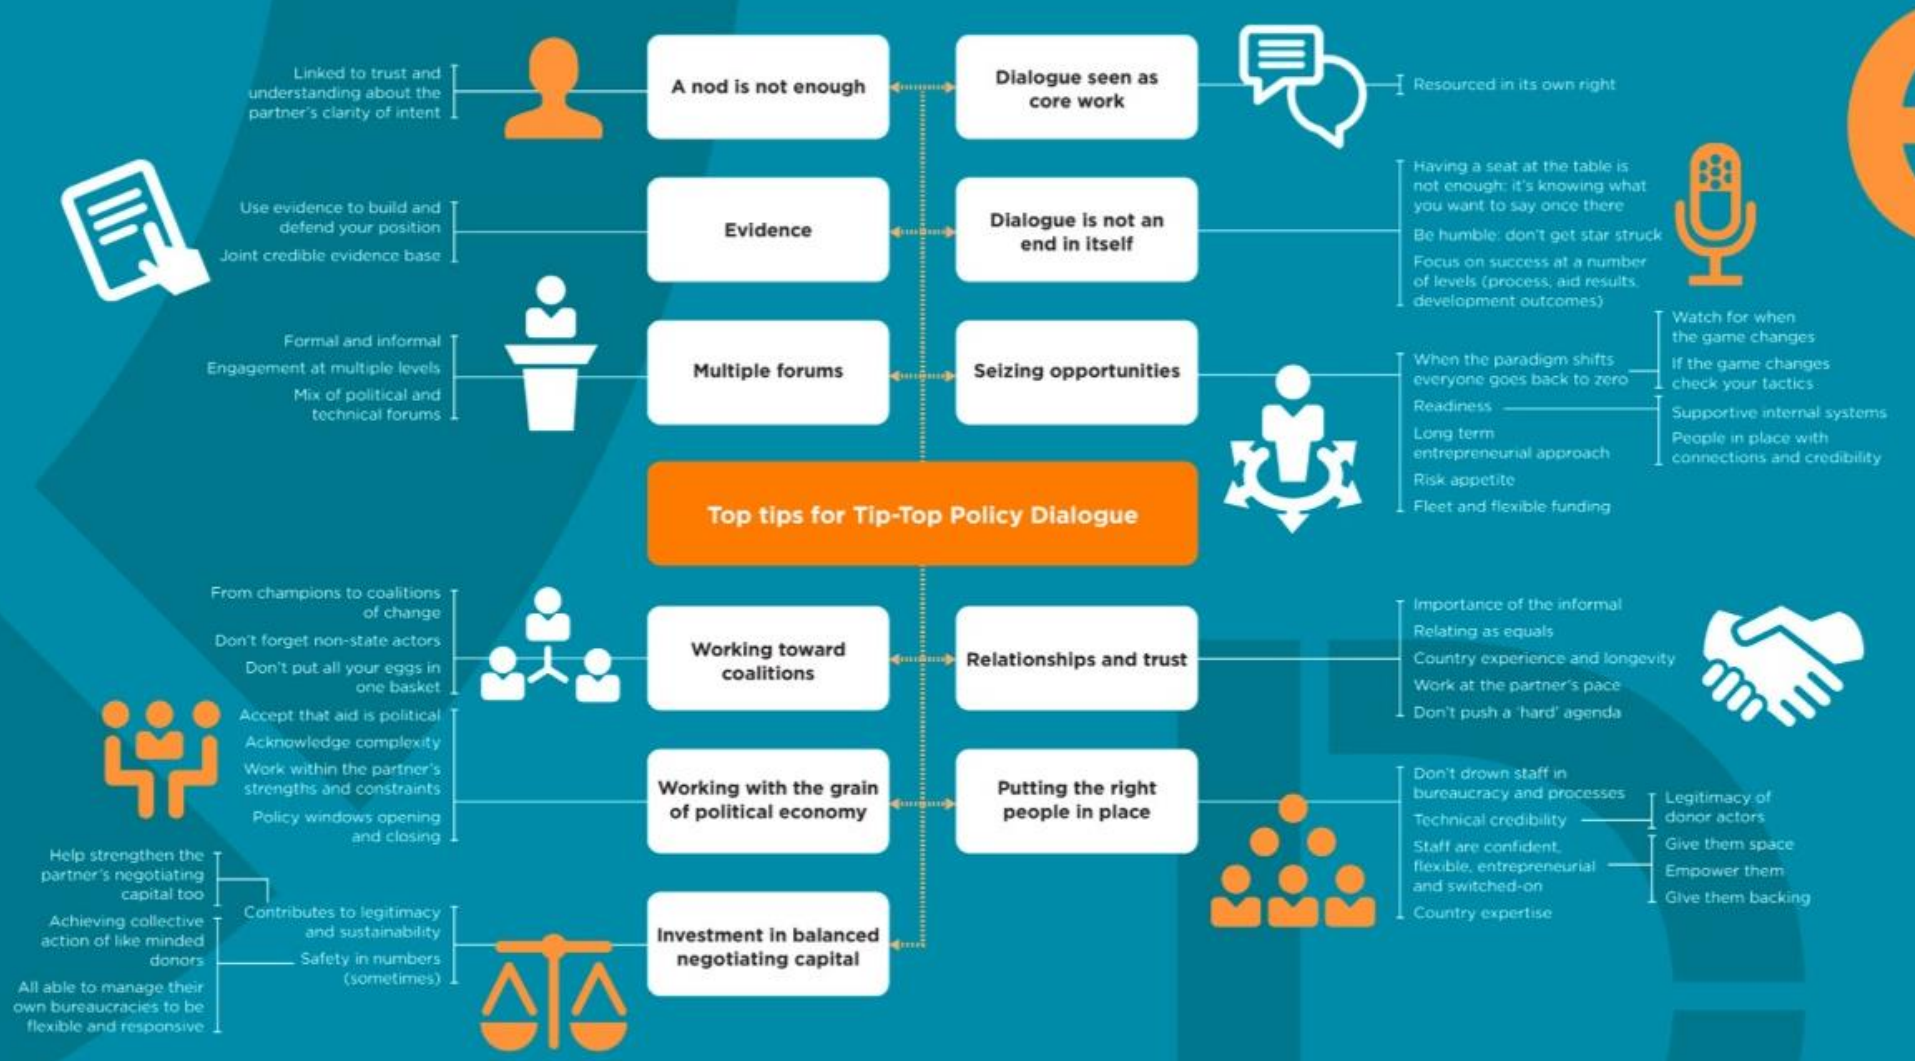 Linked to trust and
understanding about the
partner's clarity of intent
A nod is not enough
Dialogue seen as
core work
Resourced in its own right
Use evidence to build and
defend your position
Joint credible evidence base
Evidence
Dialogue is not an
end in itself
Having a seat at the table is
not enough: it's knowing what
you want to say once there
Be humble: don't get star struck
Focus on success at a number
of levels (process, aid results,
development outcomes)
Formal and informal
Engagement at multiple levels
Mix of political and
technical forums
Multiple forums
Seizing opportunities
When the paradigm shifts
everyone goes back to zero
Watch for when
the game changes
If the game changes
check your tactics
Readiness
Supportive internal systems
People in place with
connections and credibility
Long term
entrepreneurial approach
Risk appetite
Fleet and flexible funding
Top tips for Tip-Top Policy Dialogue
From champions to coalitions
of change
Don't forget non-state actors
Don't put all your eggs in
one basket
Working toward
coalitions
Relationships and trust
Importance of the informal
Relating as equals
Country experience and longevity
Work at the partner's pace
Don't push a 'hard' agenda
Accept that aid is political
Acknowledge complexity
Work within the partner's
strengths and constraints
Policy windows opening
and closing
Working with the grain
of political economy
Putting the right
people in place
Don't drown staff in
bureaucracy and processes
Technical credibility
Legitimacy of
donor actors
Staff are confident,
flexible, entrepreneurial
and switched-on
Give them space
Empower them
GIve them backing
Country expertise
Help strengthen the
partner's negotiating
capital too
Contributes to legitimacy
and sustainability
Achieving collective
action of like minded
donors
All able to manage their
own bureaucracies to be
flexible and responsive
Safety in numbers
(sometimes)
Investment in balanced
negotiating capital